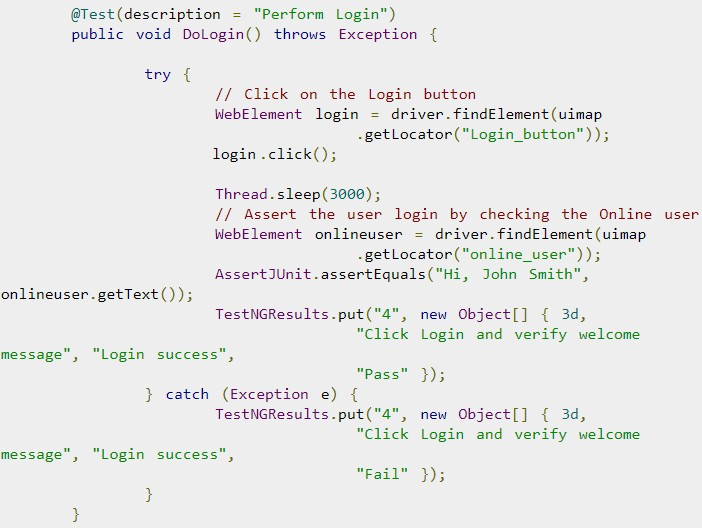 @Test(description = "Perform Login")
public void DoLogin() throws Exception {
try {
// Click on the Login button
WebElement login = driver.findElement(uimap
.getLocator("Login_button"));
login.click();
Thread.sleep(3000);
// Assert the user login by checking the Online user
WebElement onlineuser = driver.findElement(uimap
.getLocator("online_user"));
AssertJUnit.assertEquals("Hi, John Smith",
onlineuser.getText());
TestNGResults.put("4", new Object[] { 3d,
"Click Login and verify welcome
message", "Login success",
"Pass" });
} catch (Exception e) {
TestNGResults.put("4", new Object[] { 3d,
"Click Login and verify welcome
message", "Login success",
"Fail" });
}
}